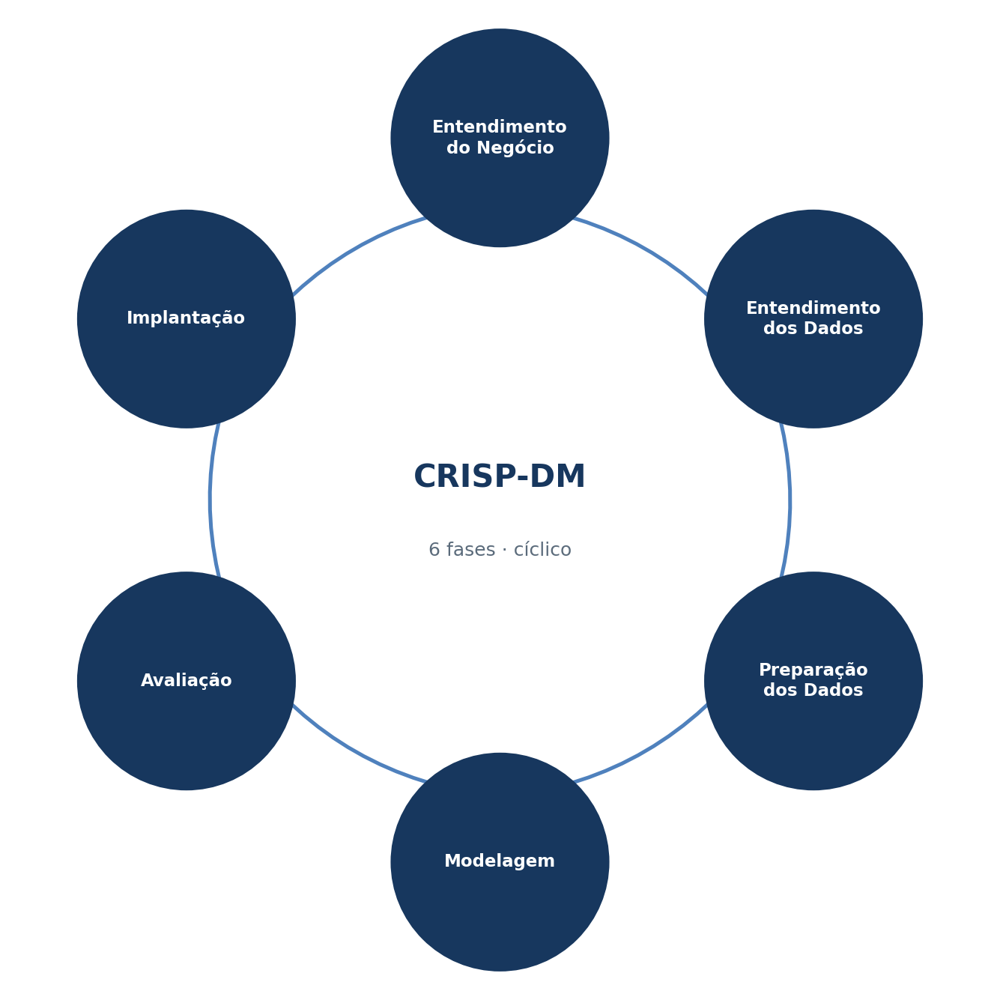 Entendimento
do Negócio
Implantação
Entendimento
dos Dados
CRISP-DM
6 fases · cíclico
Avaliação
Preparação
dos Dados
Modelagem